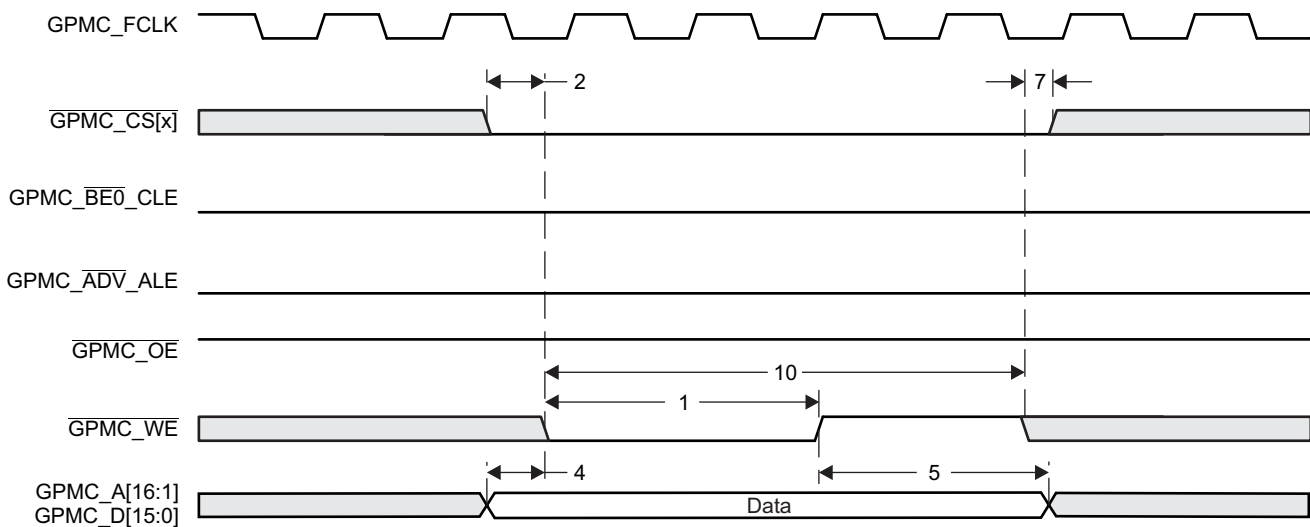 GPMC_FCLK
2
7
GPMC_CS[x]
GPMC_BE0_CLE
GPMC_ADV_ALE
GPMC_OE
10
1
GPMC_WE
4
5
GPMC_A[16:1]
GPMC_D[15:0]
Data